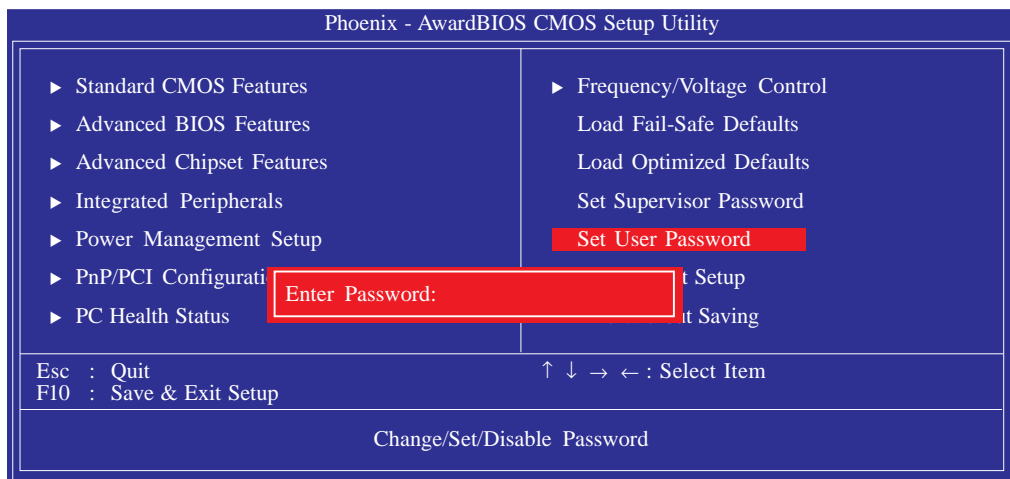 Phoenix - AwardBIOS CMOS Setup Utility
▶ Standard CMOS Features
▶ Advanced BIOS Features
▶ Advanced Chipset Features
▶ Integrated Peripherals
▶ Power Management Setup
▶ PnP/PCI Configurati
▶ PC Health Status
▶ Frequency/Voltage Control
Load Fail-Safe Defaults
Load Optimized Defaults
Set Supervisor Password
Set User Password
t Setup
t Saving
Enter Password:
Esc : Quit
F10 : Save & Exit Setup
↑ ↓ → ← : Select Item
Change/Set/Disable Password